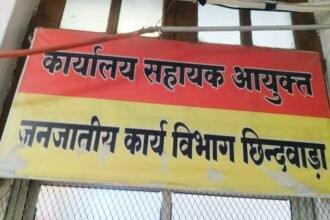 कार्यालय सहायक आयुक्त
जनजातीय कार्य विभाग छिन्दवाड़ा